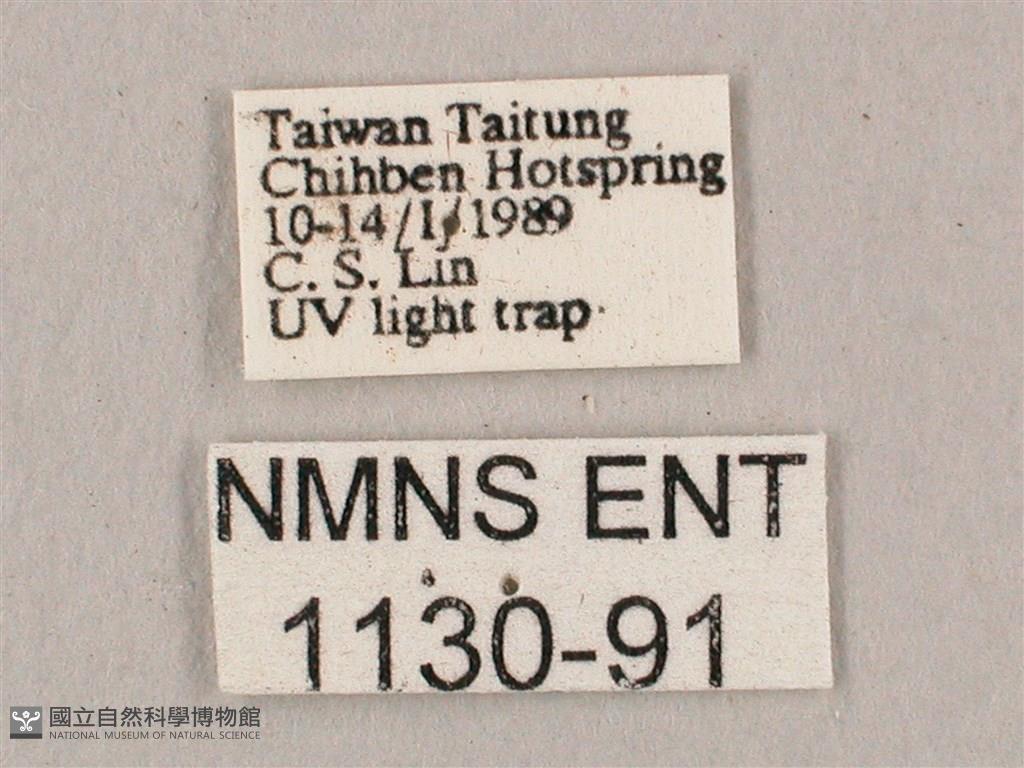 Taiwan Taitung
Chihben Hotspring
10-14/I/1989
C. S. Lin
UV light trap
NMNS ENT
1130-91
國立自然科學博物館
NATIONAL MUSEUM OF NATURAL SCIENCE